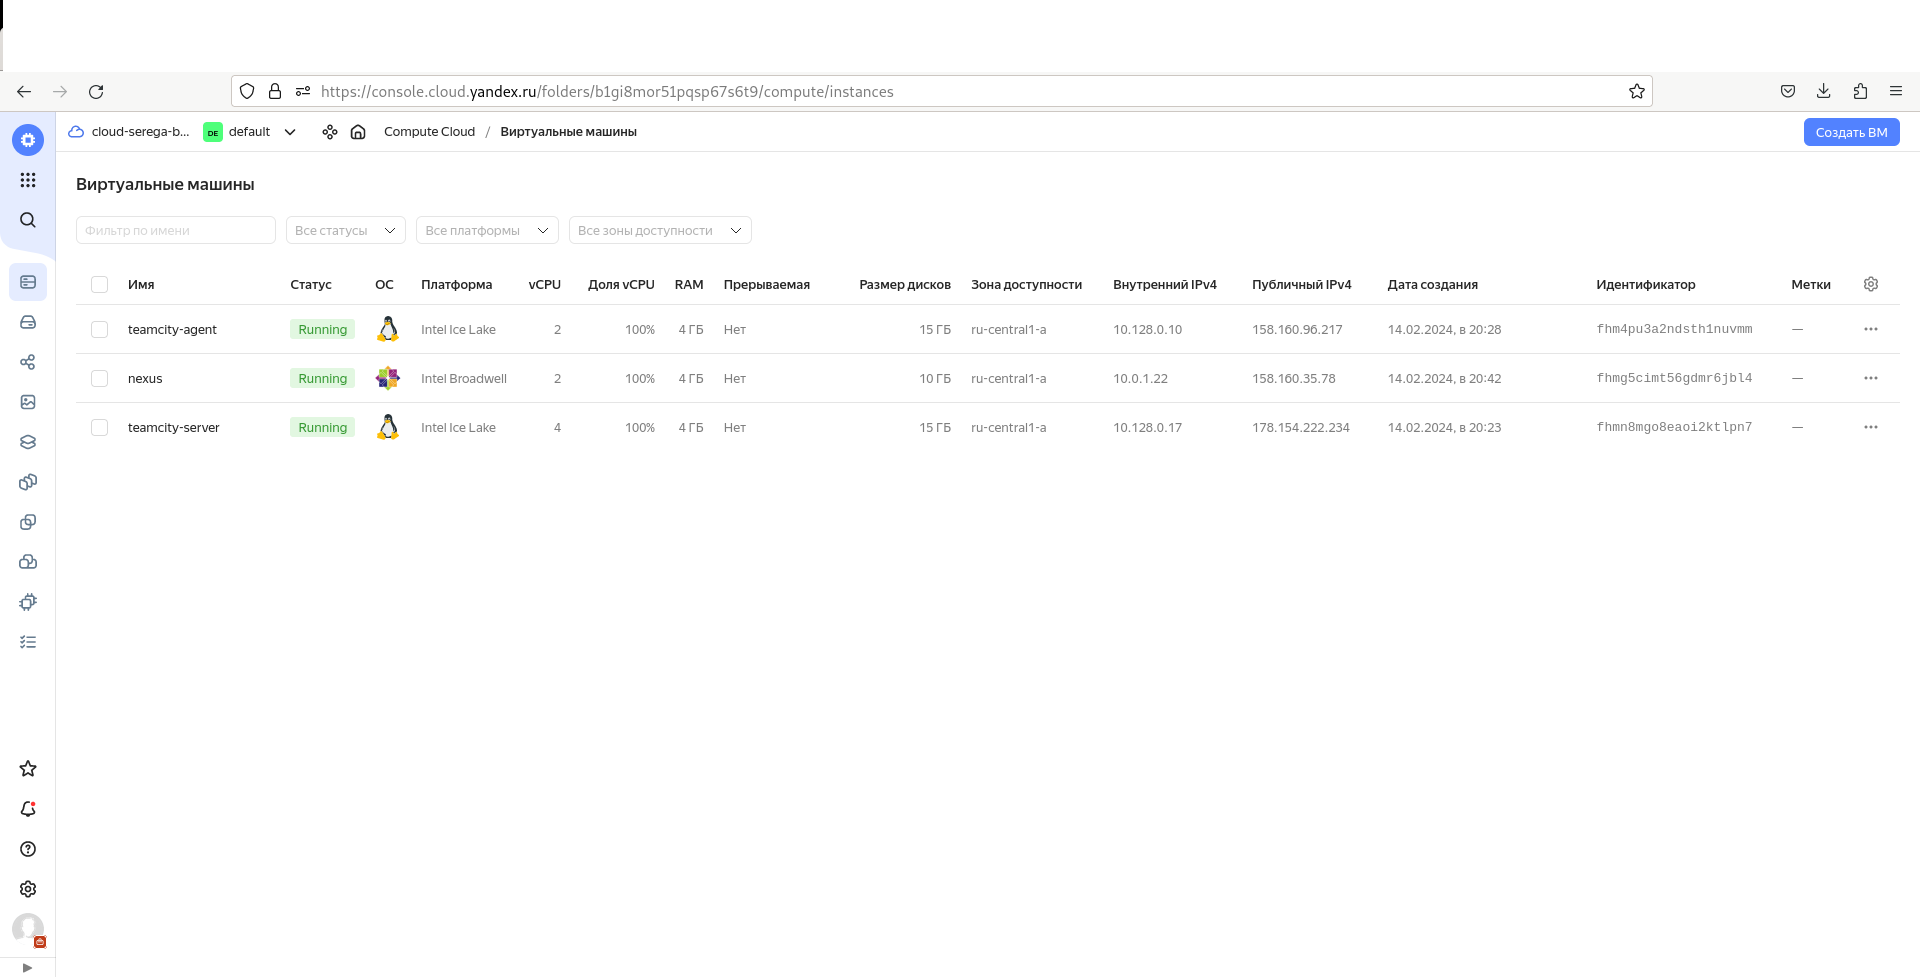 https://console.cloud.yandex.ru/folders/b1gi8mor51pqsp67s6t9/compute/instances
cloud-serega-b... DE default Compute Cloud / Виртуальные машины Создать ВМ
Виртуальные машины
Фильтр по имени Все статусы Все платформы Все зоны доступности
Имя Статус ОС Платформа vCPU Доля vCPU RAM Прерываемая Размер дисков Зона доступности Внутренний IPv4 Публичный IPv4 Дата создания Идентификатор Метки
teamcity-agent Running Intel Ice Lake 2 100% 4 ГБ Нет 15 ГБ ru-central1-a 10.128.0.10 158.160.96.217 14.02.2024, в 20:28 fhm4pu3a2ndsth1nuvmm —
nexus Running Intel Broadwell 2 100% 4 ГБ Нет 10 ГБ ru-central1-a 10.0.1.22 158.160.35.78 14.02.2024, в 20:42 fhmg5cimt56gdmr6jbl4 —
teamcity-server Running Intel Ice Lake 4 100% 4 ГБ Нет 15 ГБ ru-central1-a 10.128.0.17 178.154.222.234 14.02.2024, в 20:23 fhmn8mgo8eaoi2ktlpn7 —